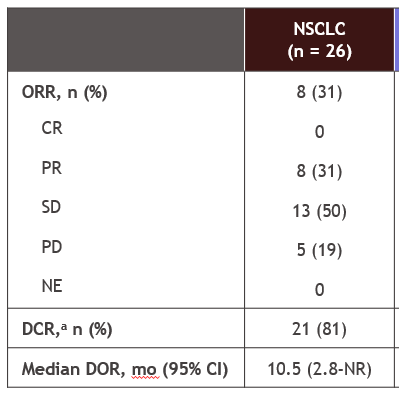 NSCLC
(n = 26)
ORR, n (%) 8 (31)
CR 0
PR 8 (31)
SD 13 (50)
PD 5 (19)
NE 0
DCR,ᵃ n (%) 21 (81)
Median DOR, mo (95% CI) 10.5 (2.8-NR)